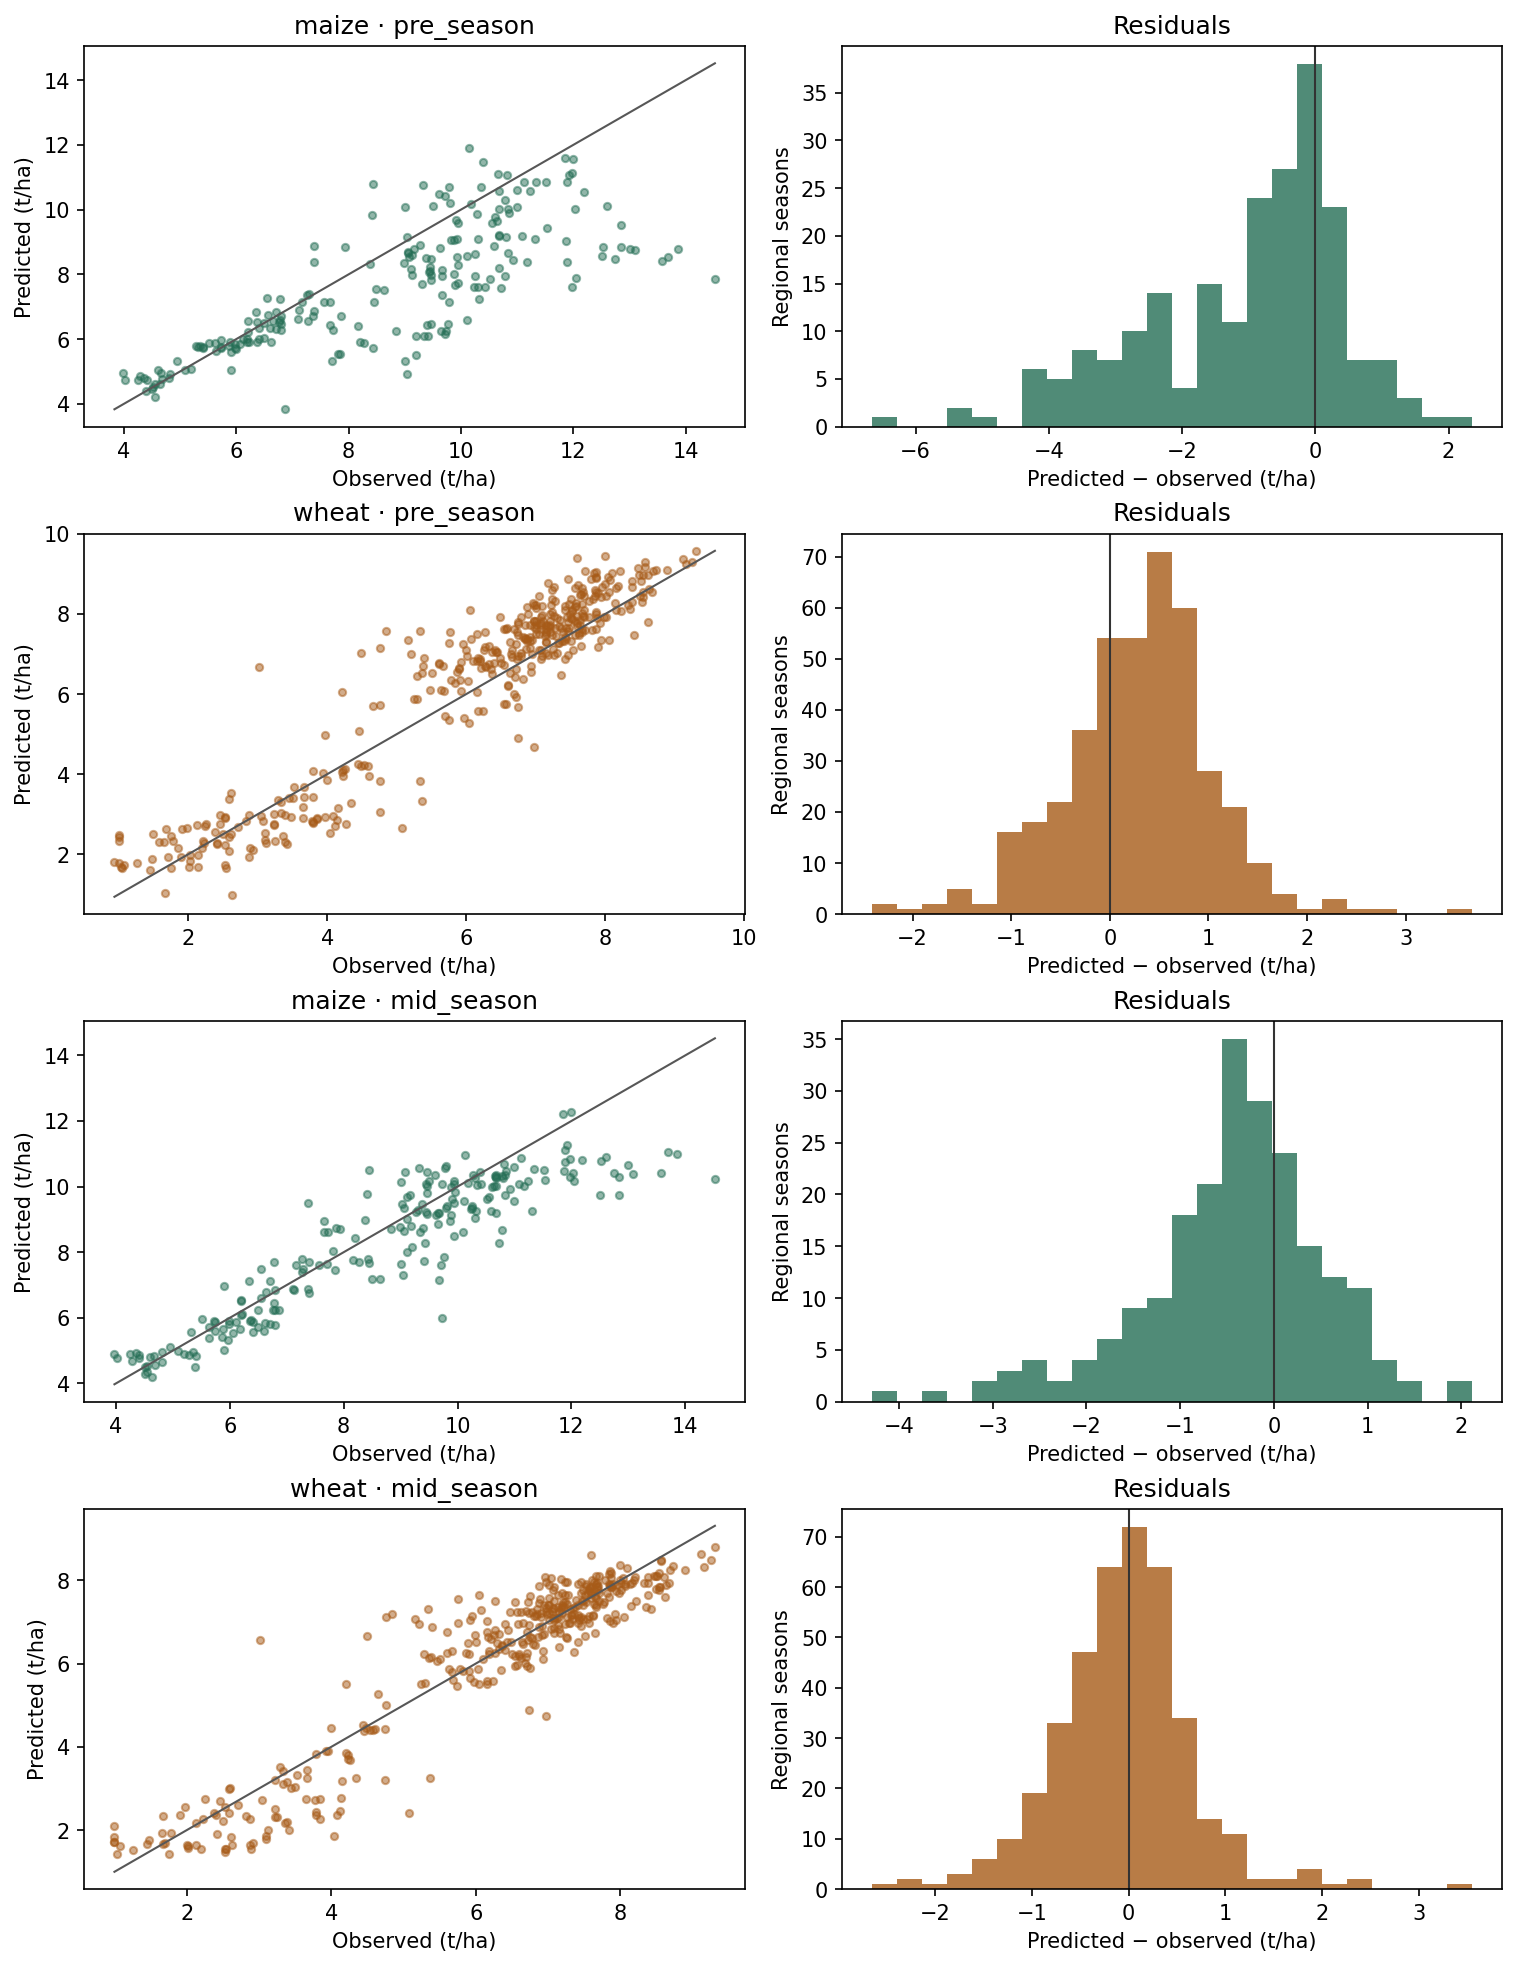 maize · pre_season
Residuals
14
12
10
8
6
4
Predicted (t/ha)
4 6 8 10 12 14
Observed (t/ha)
35
30
25
20
15
10
5
0
Regional seasons
−6 −4 −2 0 2
Predicted − observed (t/ha)
wheat · pre_season
Residuals
10
8
6
4
2
Predicted (t/ha)
2 4 6 8 10
Observed (t/ha)
70
60
50
40
30
20
10
0
Regional seasons
−2 −1 0 1 2 3
Predicted − observed (t/ha)
maize · mid_season
Residuals
14
12
10
8
6
4
Predicted (t/ha)
4 6 8 10 12 14
Observed (t/ha)
35
30
25
20
15
10
5
0
Regional seasons
−4 −3 −2 −1 0 1 2
Predicted − observed (t/ha)
wheat · mid_season
Residuals
8
6
4
2
Predicted (t/ha)
2 4 6 8
Observed (t/ha)
70
60
50
40
30
20
10
0
Regional seasons
−2 −1 0 1 2 3
Predicted − observed (t/ha)